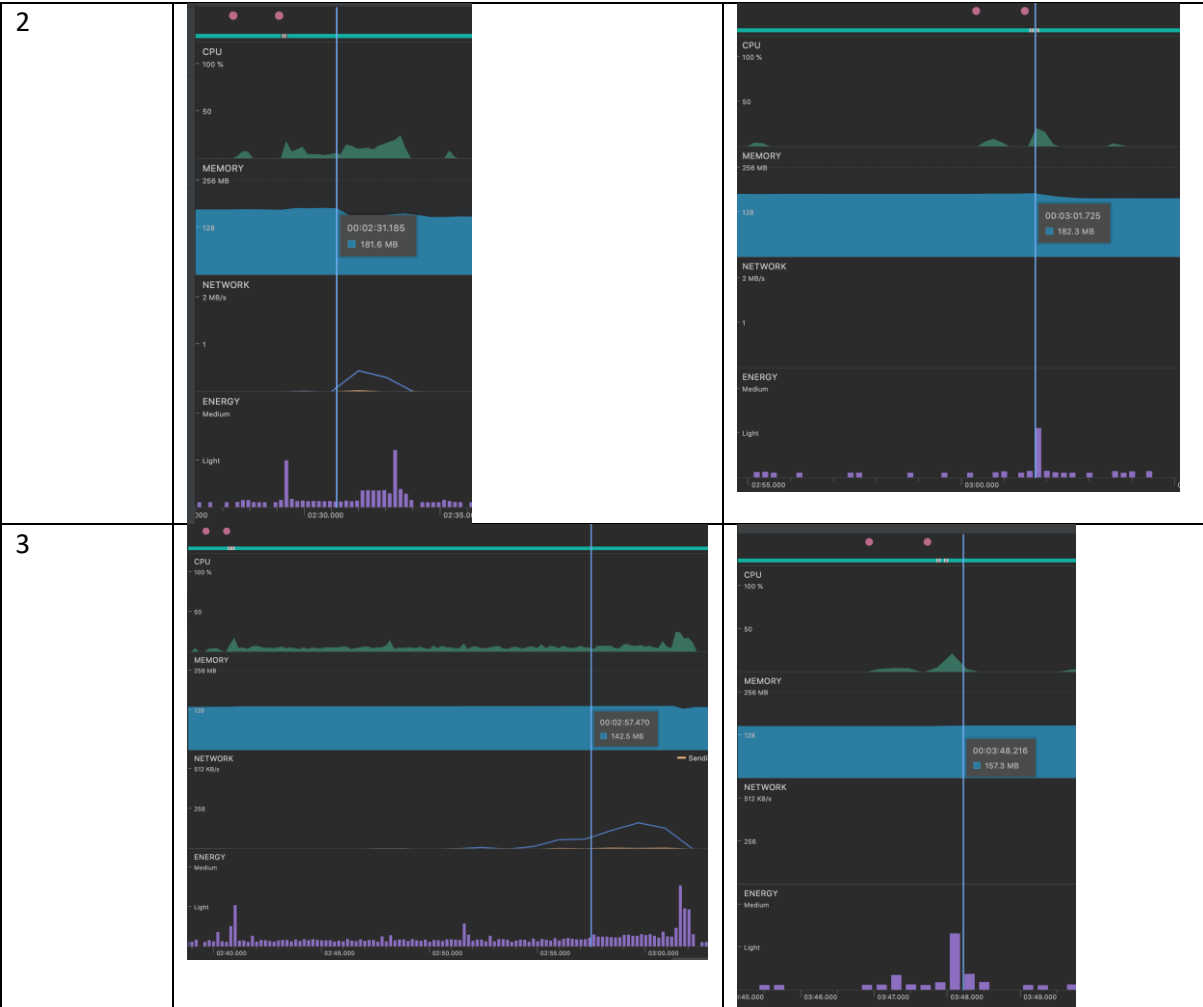 2
CPU
100 %
50
MEMORY
256 MB
128
00:02:31.185
181.6 MB
NETWORK
2 MB/s
1
ENERGY
Medium
Light
000
02:30.000
02:35.0
CPU
100 %
50
MEMORY
256 MB
128
00:03:01.725
182.3 MB
NETWORK
2 MB/s
1
ENERGY
Medium
Light
02:55.000
03:00.000
3
CPU
100 %
50
MEMORY
256 MB
128
00:02:57.470
142.5 MB
NETWORK
Sendi
512 KB/s
256
ENERGY
Medium
Light
02:40.000
02:45.000
02:50.000
02:55.000
03:00.000
CPU
100 %
50
MEMORY
256 MB
128
00:03:48.216
157.3 MB
NETWORK
512 KB/s
256
ENERGY
Medium
Light
:45.000
03:46.000
03:47.000
03:48.000
03:49.000